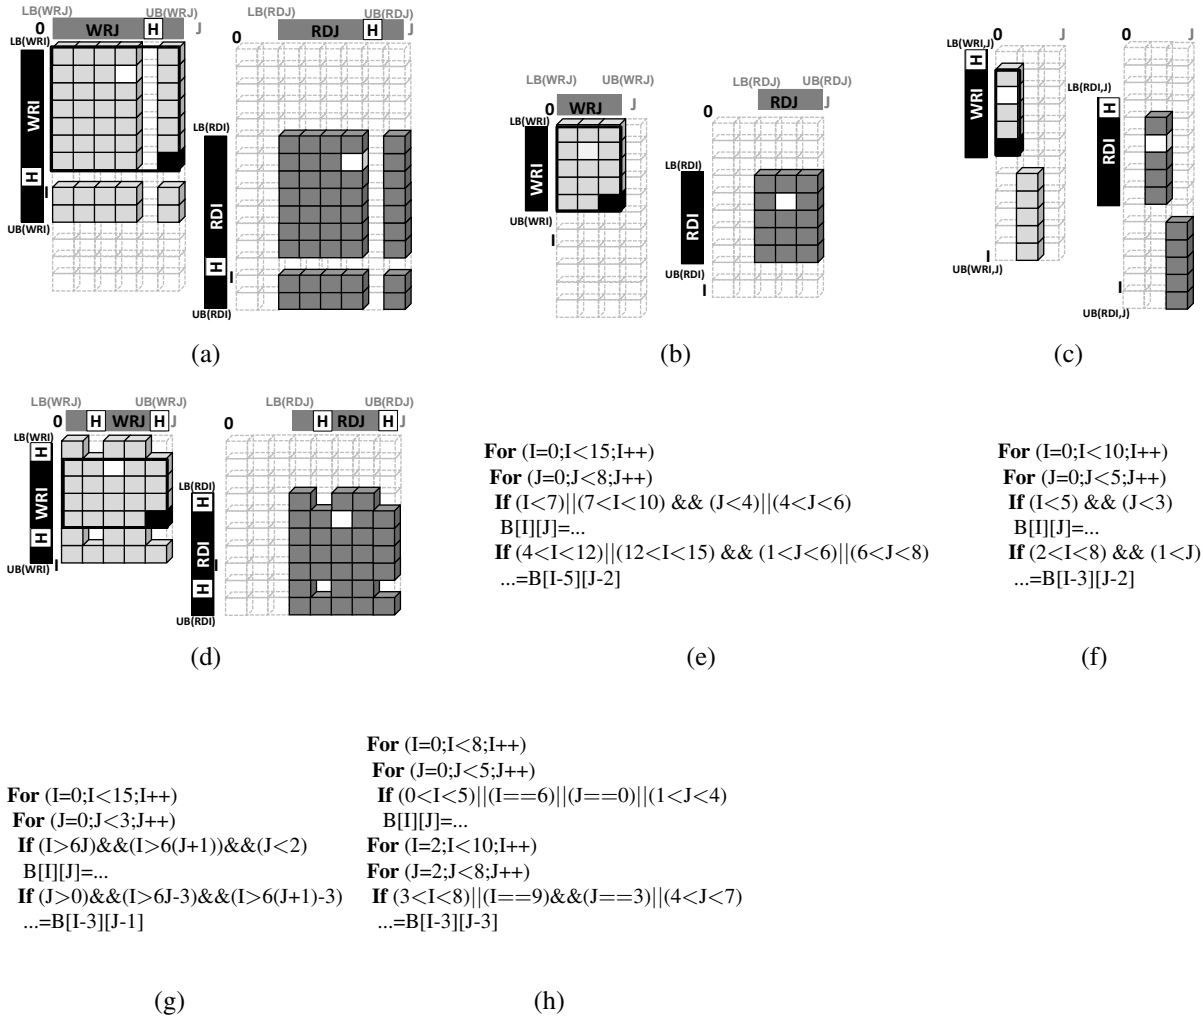 LB(WRJ) UB(WRJ)
0 WRJ H J
LB(WRI)
WRI
H
I
UB(WRI)
LB(RDJ) UB(RDJ)
0 RDJ H J
LB(RDI)
RDI
H
I
UB(RDI)
(a)
LB(WRJ) UB(WRJ)
0 WRJ J
LB(WRI)
WRI
UB(WRI)
I
LB(RDJ) UB(RDJ)
0 RDJ J
LB(RDI)
RDI
UB(RDI)
I
(b)
0 J
LB(WRI,J)
H
WRI
I
UB(WRI,J)
0 J
LB(RDI,J)
H
RDI
I
UB(RDI,J)
(c)
LB(WRJ) UB(WRJ)
0 H WRJ H J
LB(WRI)
H
WRI
H
UB(WRI) I
LB(RDJ) UB(RDJ)
0 H RDJ H J
LB(RDI)
H
RDI I
H
UB(RDI)
(d)
For (I=0;I<15;I++)
For (J=0;J<8;J++)
If (I<7)||(7<I<10) && (J<4)||(4<J<6)
B[I][J]=...
If (4<I<12)||(12<I<15) && (1<J<6)||(6<J<8)
...=B[I-5][J-2]
(e)
For (I=0;I<10;I++)
For (J=0;J<5;J++)
If (I<5) && (J<3)
B[I][J]=...
If (2<I<8) && (1<J)
...=B[I-3][J-2]
(f)
For (I=0;I<15;I++)
For (J=0;J<3;J++)
If (I>6J)&&(I>6(J+1))&&(J<2)
B[I][J]=...
If (J>0)&&(I>6J-3)&&(I>6(J+1)-3)
...=B[I-3][J-1]
(g)
For (I=0;I<8;I++)
For (J=0;J<5;J++)
If (0<I<5)||(I==6)||(J==0)||(1<J<4)
B[I][J]=...
For (I=2;I<10;I++)
For (J=2;J<8;J++)
If (3<I<8)||(I==9)&&(J==3)||(4<J<7)
...=B[I-3][J-3]
(h)